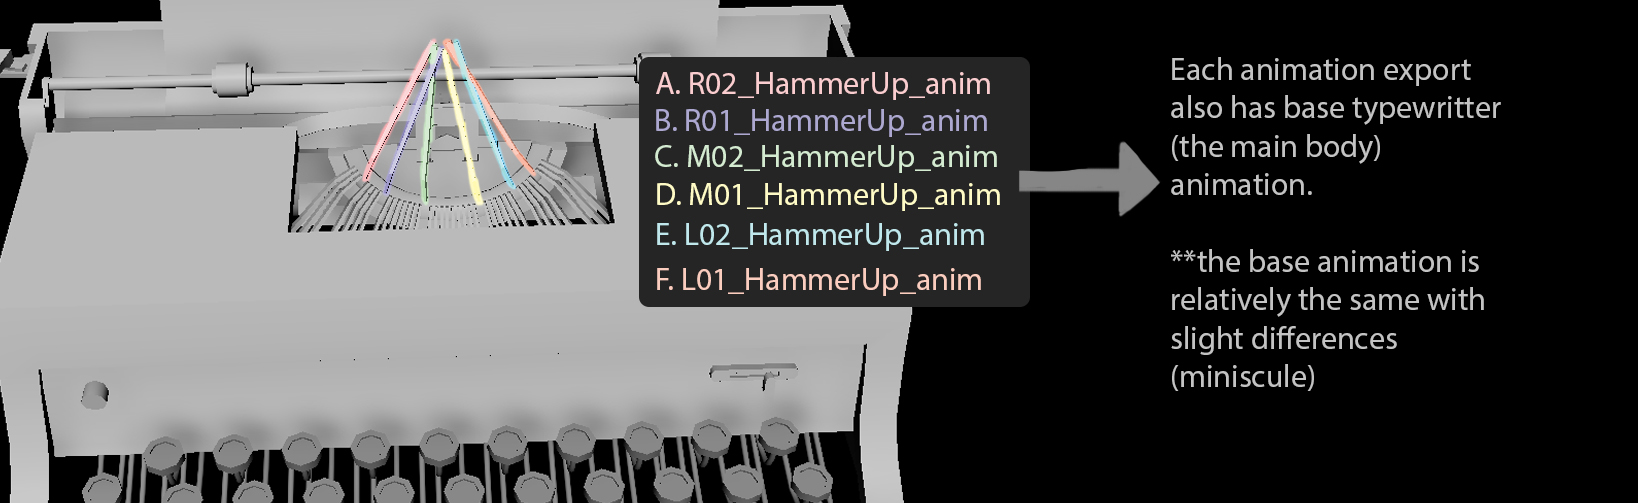 A. R02_HammerUp_anim
B. R01_HammerUp_anim
C. M02_HammerUp_anim
D. M01_HammerUp_anim
E. L02_HammerUp_anim
F. L01_HammerUp_anim
Each animation export
also has base typewritter
(the main body)
animation.
**the base animation is
relatively the same with
slight differences
(miniscule)